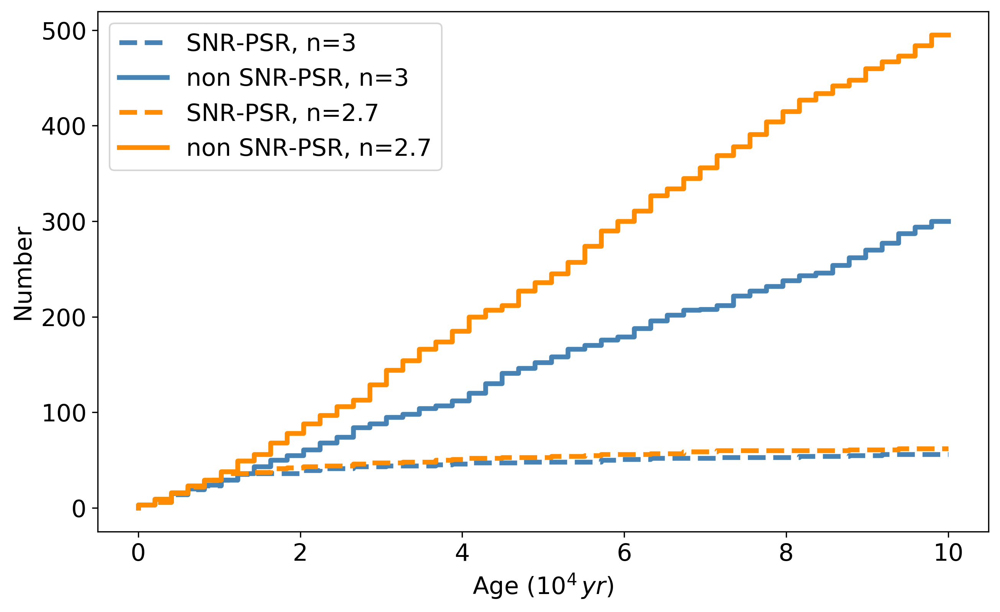 500
400
300
200
100
0
Number
SNR-PSR, n=3
non SNR-PSR, n=3
SNR-PSR, n=2.7
non SNR-PSR, n=2.7
0 2 4 6 8 10
Age (10⁴ yr)